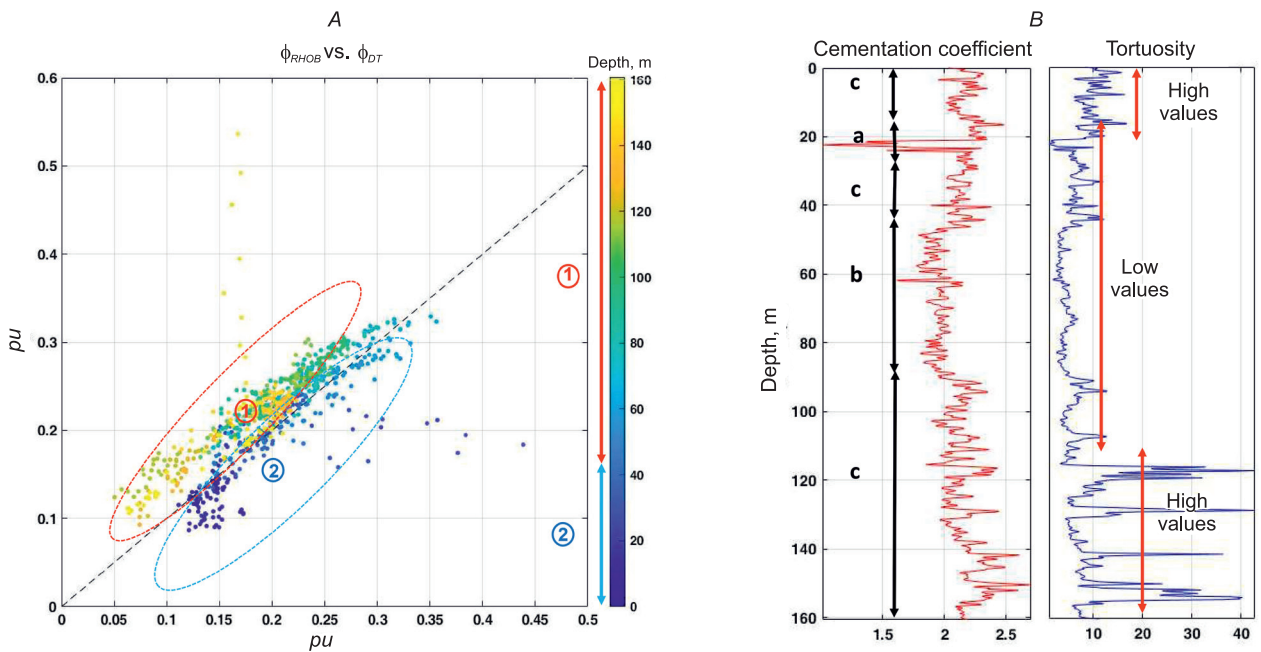 A
ϕRHOB vs. ϕDT
Depth, m
0.6
0.5
0.4
0.3
0.2
0.1
0
pu
0
0.05
0.1
0.15
0.2
0.25
0.3
0.35
0.4
0.45
0.5
pu
1
2
1
2
160
140
120
100
80
60
40
20
0
B
Cementation coefficient
Tortuosity
0
20
40
60
80
100
120
140
160
Depth, m
c
a
c
b
c
1.5
2
2.5
High
values
Low
values
High
values
10
20
30
40